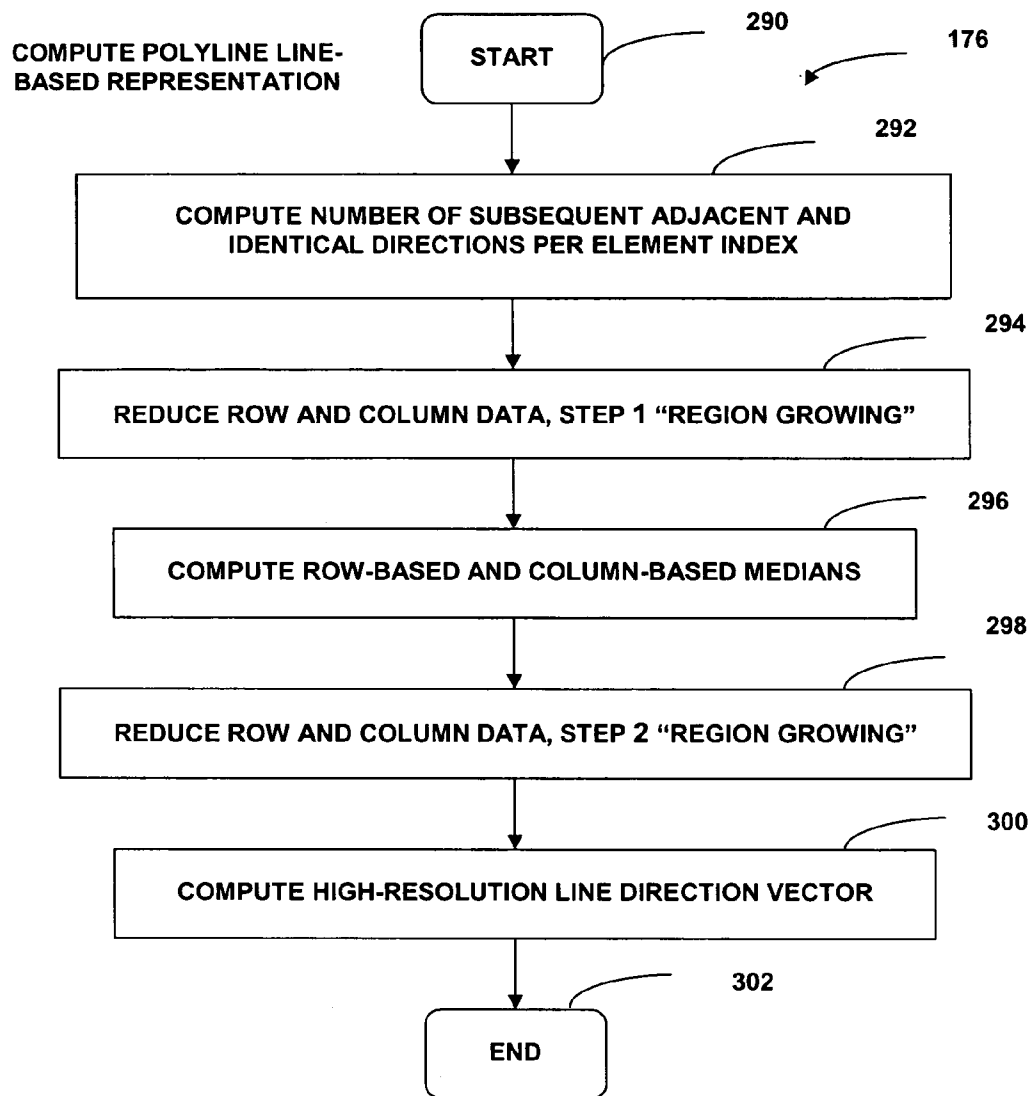 COMPUTE POLYLINE LINE-
BASED REPRESENTATION
START
290
176
292
COMPUTE NUMBER OF SUBSEQUENT ADJACENT AND
IDENTICAL DIRECTIONS PER ELEMENT INDEX
294
REDUCE ROW AND COLUMN DATA, STEP 1 “REGION GROWING”
296
COMPUTE ROW-BASED AND COLUMN-BASED MEDIANS
298
REDUCE ROW AND COLUMN DATA, STEP 2 “REGION GROWING”
300
COMPUTE HIGH-RESOLUTION LINE DIRECTION VECTOR
302
END